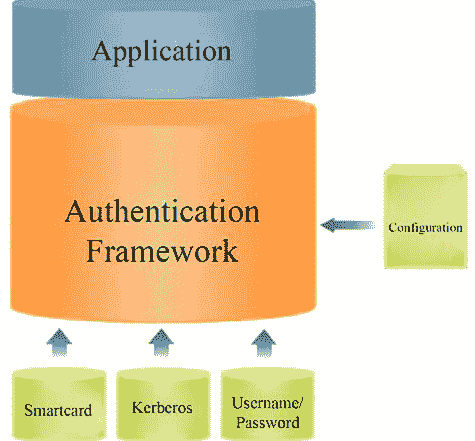 Application
Authentication
Framework
Configuration
Smartcard
Kerberos
Username/
Password